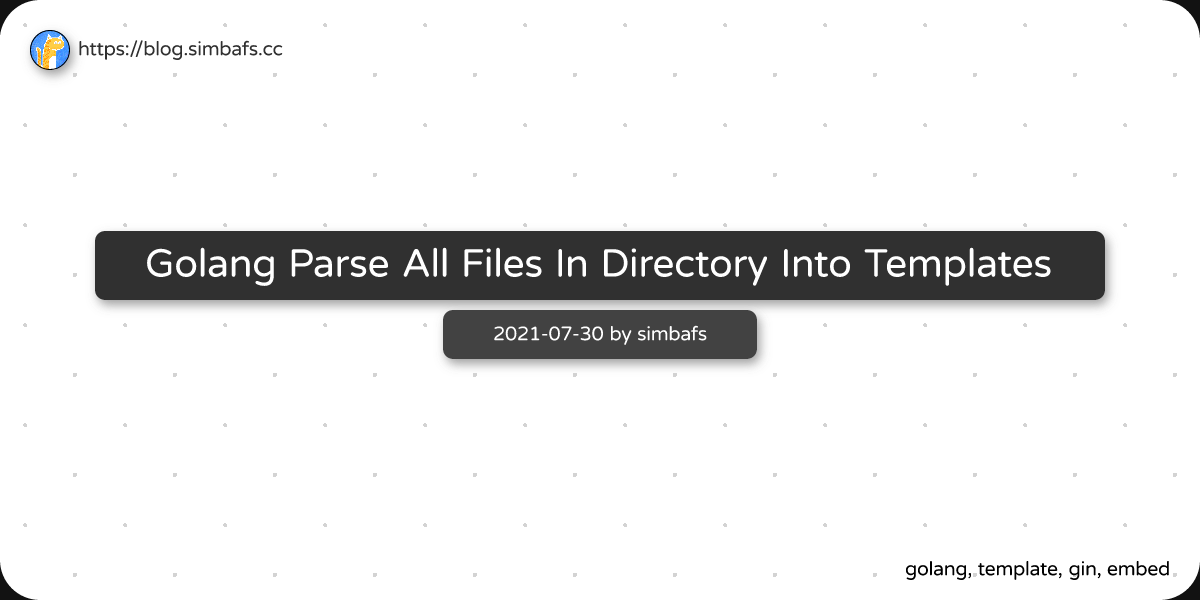 https://blog.simbafs.cc
Golang Parse All Files In Directory Into Templates
2021-07-30 by simbafs
golang, template, gin, embed